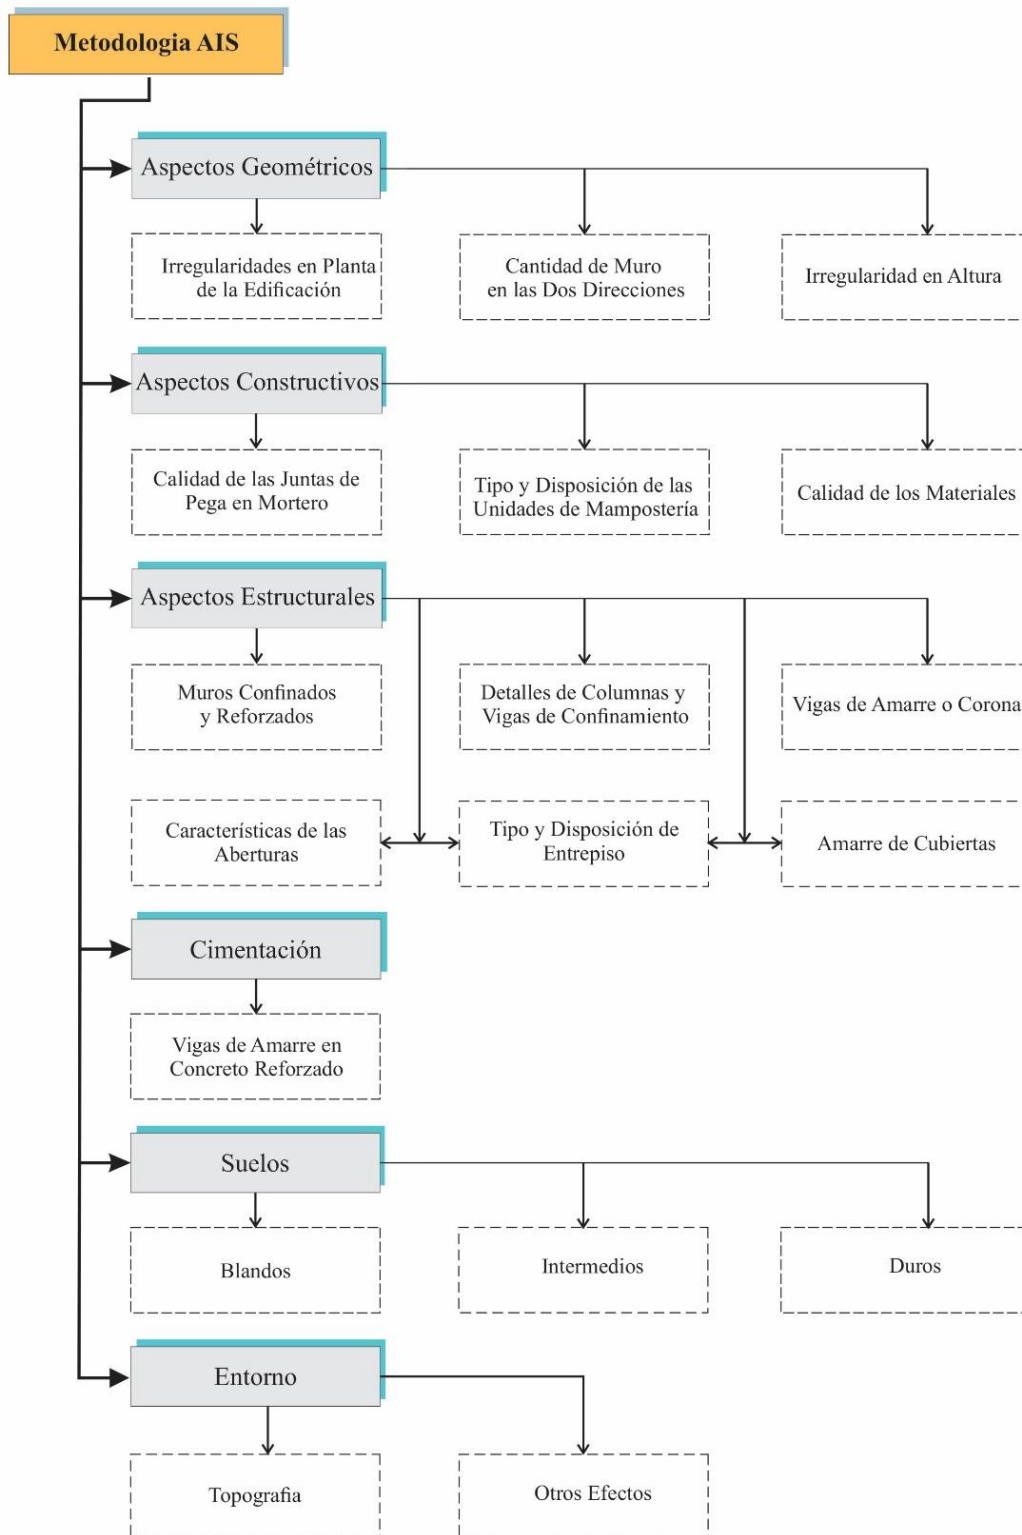 Metodologia AIS
Aspectos Geométricos
Irregularidades en Planta
de la Edificación
Cantidad de Muro
en las Dos Direcciones
Irregularidad en Altura
Aspectos Constructivos
Calidad de las Juntas de
Pega en Mortero
Tipo y Disposición de las
Unidades de Mampostería
Calidad de los Materiales
Aspectos Estructurales
Muros Confinados
y Reforzados
Detalles de Columnas y
Vigas de Confinamiento
Vigas de Amarre o Corona
Características de las
Aberturas
Tipo y Disposición de
Entrepiso
Amarre de Cubiertas
Cimentación
Vigas de Amarre en
Concreto Reforzado
Suelos
Blandos
Intermedios
Duros
Entorno
Topografia
Otros Efectos